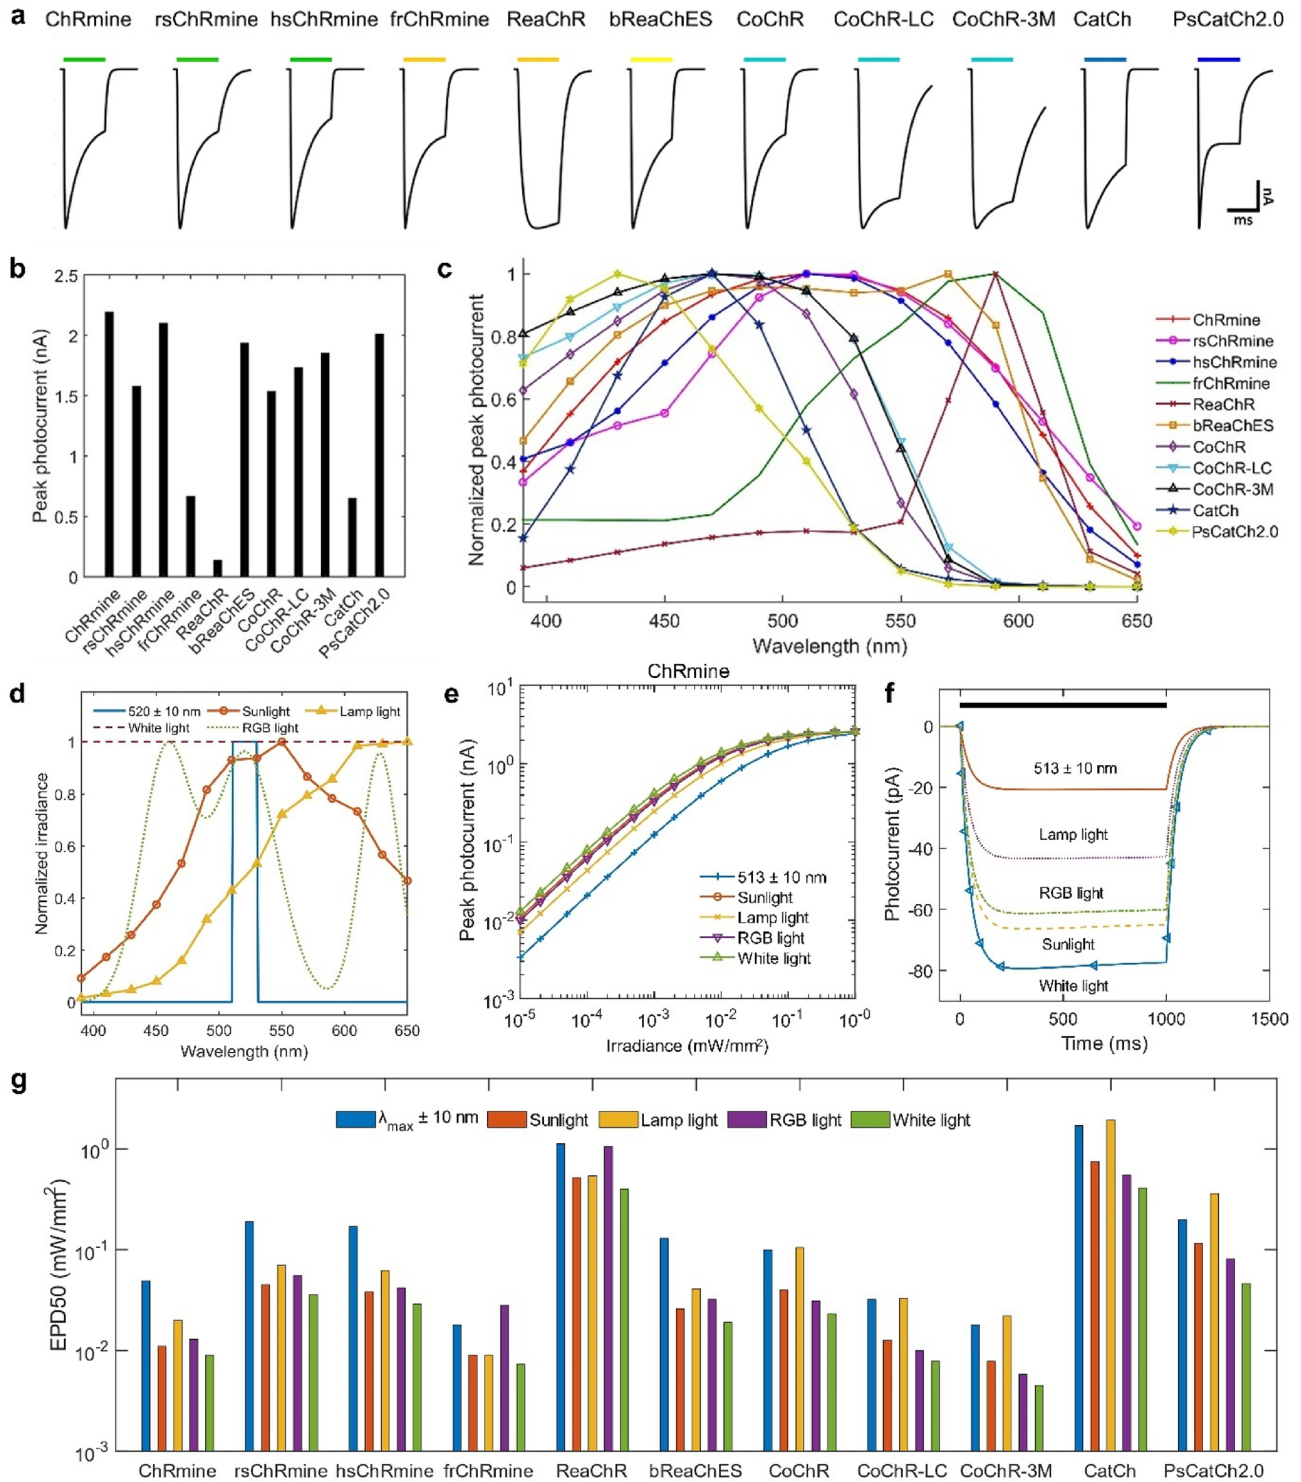 a
ChRmine rsChRmine hsChRmine frChRmine ReaChR bReaChES CoChR CoChR-LC CoChR-3M CatCh PsCatCh2.0
nA
ms
b
Peak photocurrent (nA)
2.5
2
1.5
1
0.5
0
ChRmine rsChRmine hsChRmine frChRmine ReaChR bReaChES CoChR CoChR-LC CoChR-3M CatCh PsCatCh2.0
c
Normalized peak photocurrent
1
0.8
0.6
0.4
0.2
0
400 450 500 550 600 650
Wavelength (nm)
ChRmine
rsChRmine
hsChRmine
frChRmine
ReaChR
bReaChES
CoChR
CoChR-LC
CoChR-3M
CatCh
PsCatCh2.0
d
520 ± 10 nm Sunlight Lamp light
White light RGB light
Normalized irradiance
1
0.8
0.6
0.4
0.2
0
400 450 500 550 600 650
Wavelength (nm)
e
ChRmine
Peak photocurrent (nA)
10^1
10^0
10^-1
10^-2
10^-3
513 ± 10 nm
Sunlight
Lamp light
RGB light
White light
10^-5 10^-4 10^-3 10^-2 10^-1 10^-0
Irradiance (mW/mm²)
f
Photocurrent (pA)
0
-20
-40
-60
-80
513 ± 10 nm
Lamp light
RGB light
Sunlight
White light
0 500 1000 1500
Time (ms)
g
λmax ± 10 nm Sunlight Lamp light RGB light White light
EPD50 (mW/mm²)
10^0
10^-1
10^-2
10^-3
ChRmine rsChRmine hsChRmine frChRmine ReaChR bReaChES CoChR CoChR-LC CoChR-3M CatCh PsCatCh2.0